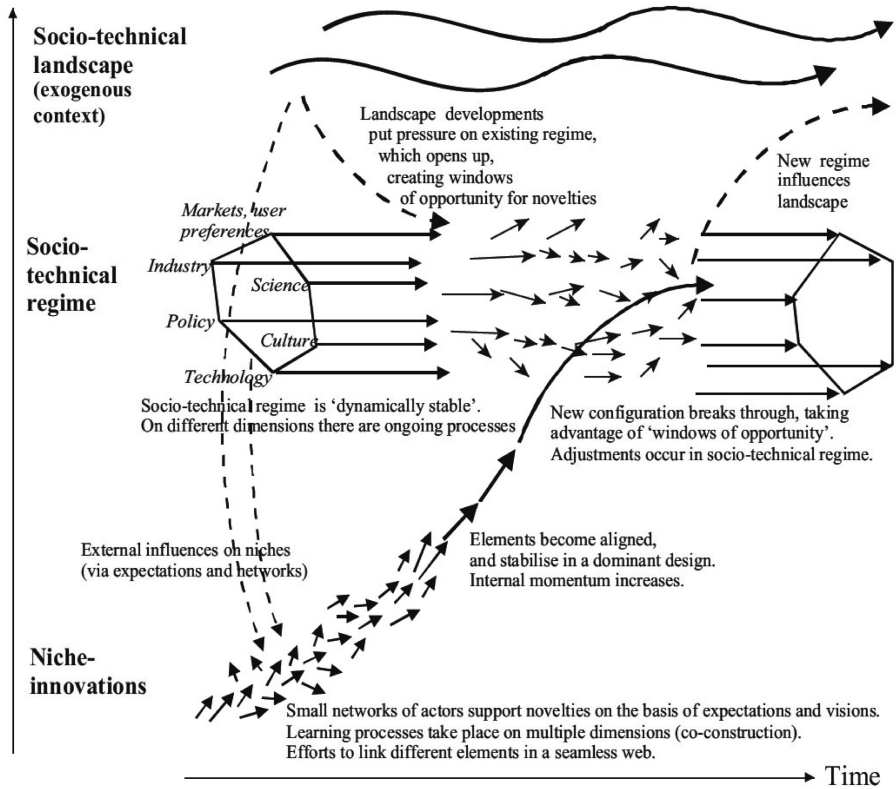 Socio-technical
landscape
(exogenous
context)
Landscape developments
put pressure on existing regime,
which opens up,
creating windows
of opportunity for novelties
New regime
influences
landscape
Markets, user
preferences
Socio-
technical
regime
Industry
Science
Policy
Culture
Technology
Socio-technical regime is ‘dynamically stable’.
On different dimensions there are ongoing processes
New configuration breaks through, taking
advantage of ‘windows of opportunity’.
Adjustments occur in socio-technical regime.
External influences on niches
(via expectations and networks)
Elements become aligned,
and stabilise in a dominant design.
Internal momentum increases.
Niche-
innovations
Small networks of actors support novelties on the basis of expectations and visions.
Learning processes take place on multiple dimensions (co-construction).
Efforts to link different elements in a seamless web.
Time